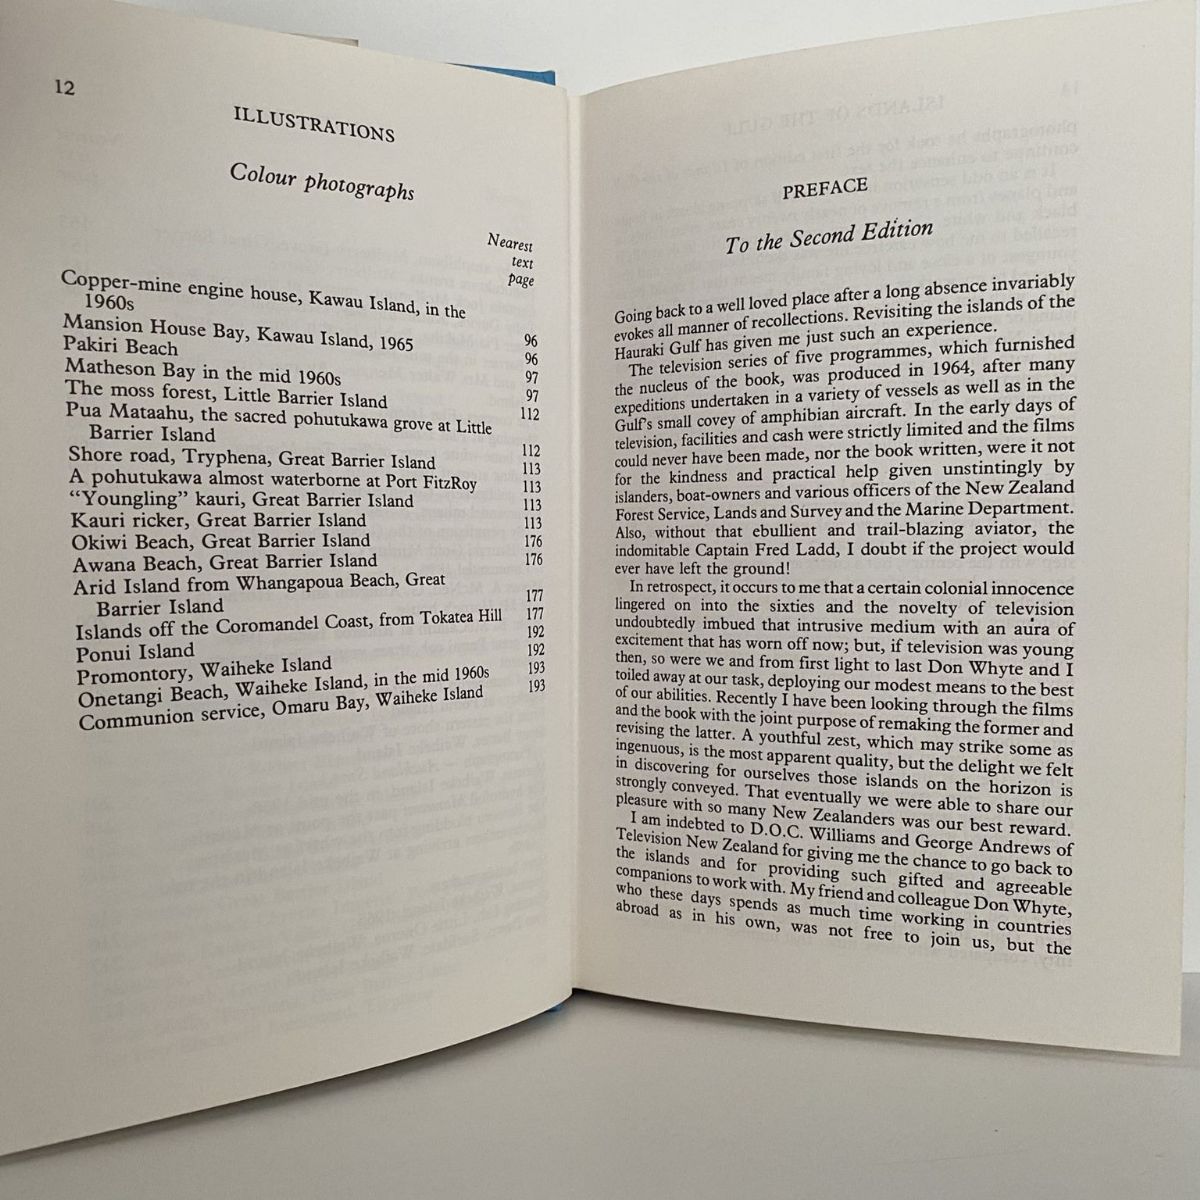 12
ILLUSTRATIONS
Colour photographs
Nearest
text
page
Copper-mine engine house, Kawau Island, in the
1960s 96
Mansion House Bay, Kawau Island, 1965 96
Pakiri Beach 97
Matheson Bay in the mid 1960s 97
The moss forest, Little Barrier Island 112
Pua Mataahu, the sacred pohutukawa grove at Little
Barrier Island 112
Shore road, Tryphena, Great Barrier Island 113
A pohutukawa almost waterborne at Port FitzRoy 113
“Youngling” kauri, Great Barrier Island 113
Kauri ricker, Great Barrier Island 113
Okiwi Beach, Great Barrier Island 176
Awana Beach, Great Barrier Island 176
Arid Island from Whangapoua Beach, Great
Barrier Island 177
Islands off the Coromandel Coast, from Tokatea Hill 177
Ponui Island 192
Promontory, Waiheke Island 192
Onetangi Beach, Waiheke Island, in the mid 1960s 193
Communion service, Omaru Bay, Waiheke Island 193
PREFACE
To the Second Edition
Going back to a well loved place after a long absence invariably
evokes all manner of recollections. Revisiting the islands of the
Hauraki Gulf has given me just such an experience.
The television series of five programmes, which furnished
the nucleus of the book, was produced in 1964, after many
expeditions undertaken in a variety of vessels as well as in the
Gulf's small covey of amphibian aircraft. In the early days of
television, facilities and cash were strictly limited and the films
could never have been made, nor the book written, were it not
for the kindness and practical help given unstintingly by
islanders, boat-owners and various officers of the New Zealand
Forest Service, Lands and Survey and the Marine Department.
Also, without that ebullient and trail-blazing aviator, the
indomitable Captain Fred Ladd, I doubt if the project would
ever have left the ground!
In retrospect, it occurs to me that a certain colonial innocence
lingered on into the sixties and the novelty of television
undoubtedly imbued that intrusive medium with an aura of
excitement that has worn off now; but, if television was young
then, so were we and from first light to last Don Whyte and I
toiled away at our task, deploying our modest means to the best
of our abilities. Recently I have been looking through the films
and the book with the joint purpose of remaking the former and
revising the latter. A youthful zest, which may strike some as
ingenuous, is the most apparent quality, but the delight we felt
in discovering for ourselves those islands on the horizon is
strongly conveyed. That eventually we were able to share our
pleasure with so many New Zealanders was our best reward.
I am indebted to D.O.C. Williams and George Andrews of
Television New Zealand for giving me the chance to go back to
the islands and for providing such gifted and agreeable
companions to work with. My friend and colleague Don Whyte,
who these days spends as much time working in countries
abroad as in his own, was not free to join us, but the